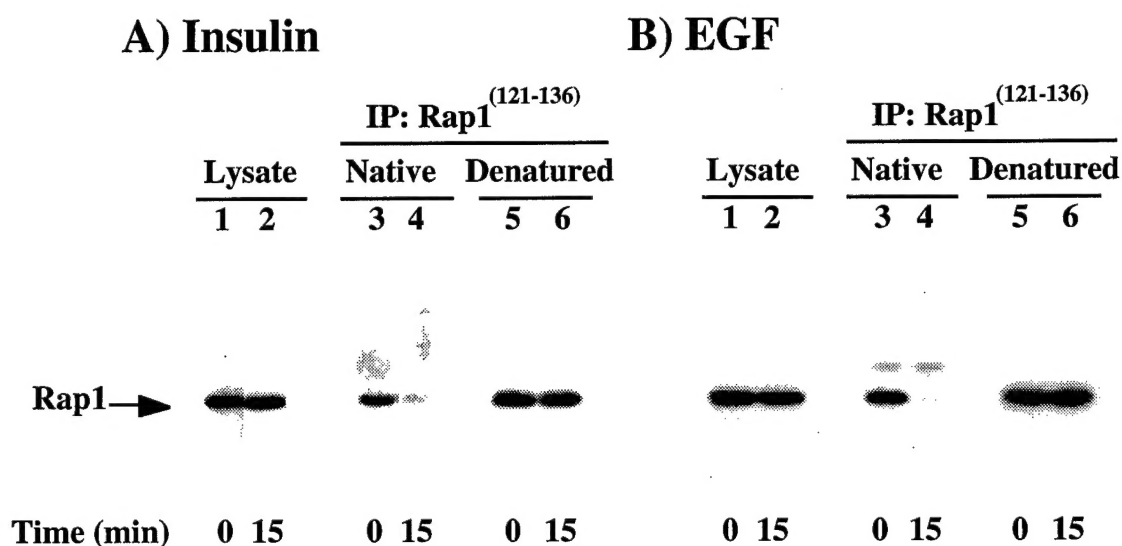 A) Insulin B) EGF
IP: Rap1(121-136) IP: Rap1(121-136)
Lysate Native Denatured Lysate Native Denatured
1 2 3 4 5 6 1 2 3 4 5 6
Rap1
Time (min) 0 15 0 15 0 15 0 15 0 15 0 15